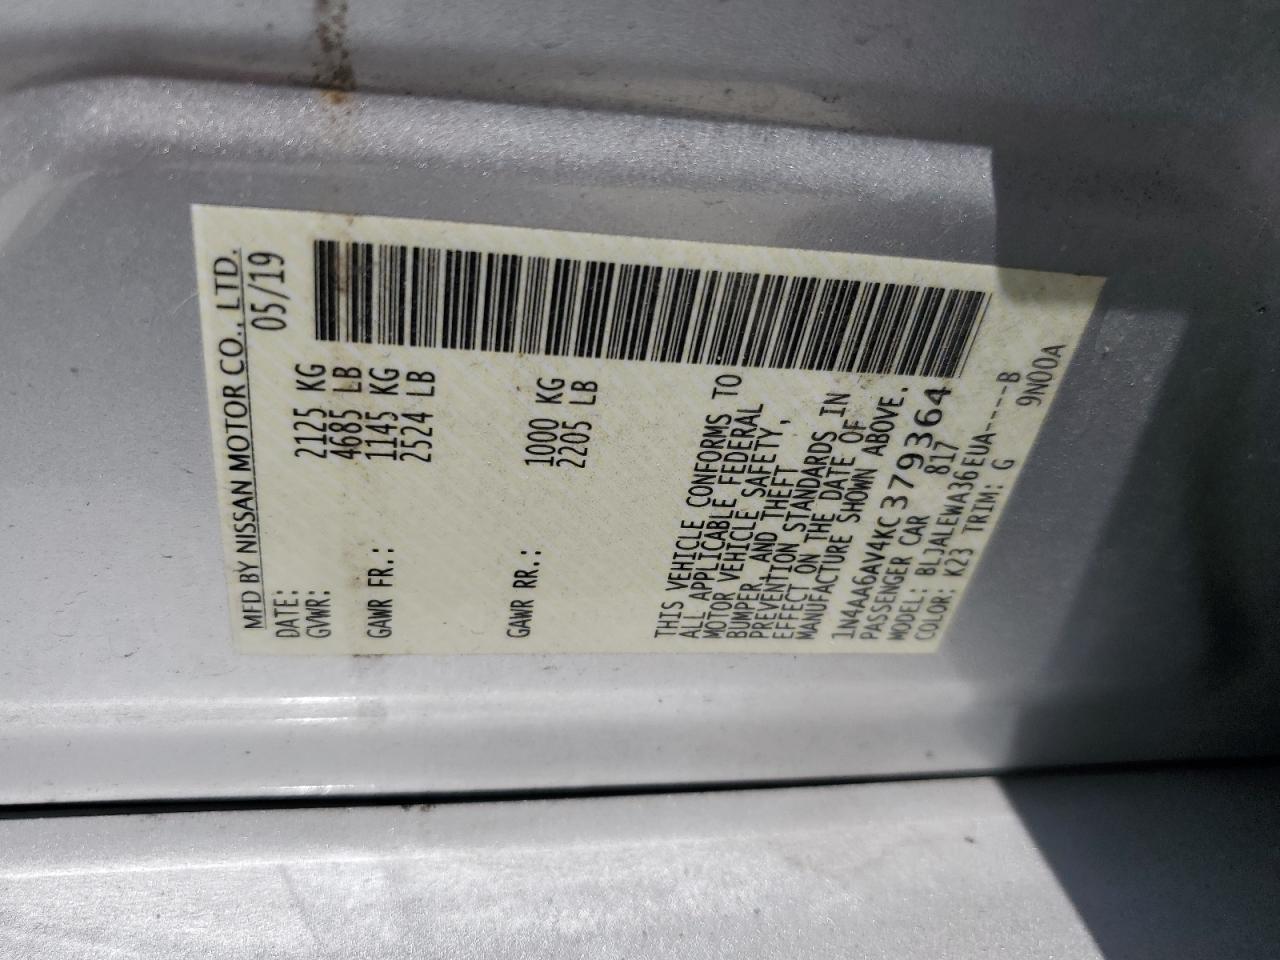 MFD BY NISSAN MOTOR CO., LTD.
DATE: 05/19
GVWR: 2125 KG
4685 LB
GAWR FR.: 1145 KG
2524 LB
GAWR RR.: 1000 KG
2205 LB
THIS VEHICLE CONFORMS TO
ALL APPLICABLE FEDERAL
MOTOR VEHICLE SAFETY,
BUMPER, AND THEFT
PREVENTION STANDARDS IN
EFFECT ON THE DATE OF
MANUFACTURE SHOWN ABOVE.
1N4AA6AV4KC379364
PASSENGER CAR 817
MODEL: BLJALEWA36EUA-----B
COLOR: K23 TRIM: G 9N00A